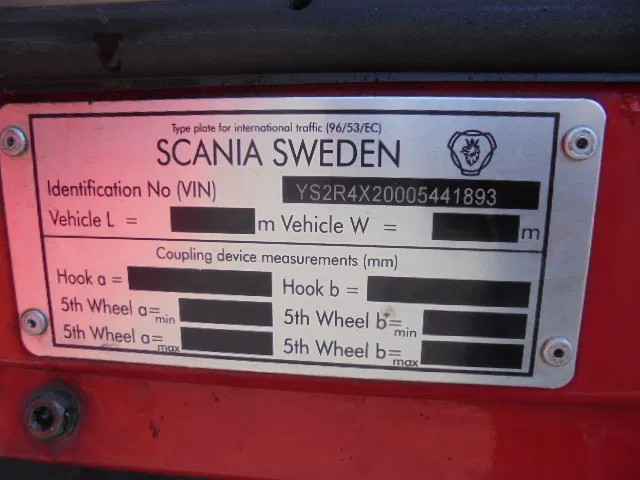 Type plate for international traffic (96/53/EC)
SCANIA SWEDEN
Identification No (VIN) YS2R4X20005441893
Vehicle L = m Vehicle W = m
Coupling device measurements (mm)
Hook a = Hook b =
5th Wheel a= min 5th Wheel b= min
5th Wheel a= max 5th Wheel b= max